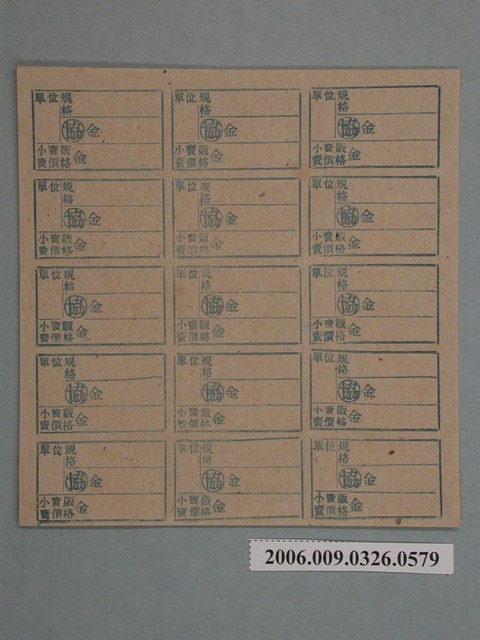 單位規 單位規 單位規
格 格 格
協金 協金 協金
小賣販 小賣販 小賣販
賣價格金 賣價格金 賣價格金
單位規 單位規 單位規
格 格 格
協金 協金 協金
小賣販 小賣販 小賣販
賣價格金 賣價格金 賣價格金
單位規 單位規 單位規
格 格 格
協金 協金 協金
小賣販 小賣販 小賣販
賣價格金 賣價格金 賣價格金
單位規 單位規 單位規
格 格 格
協金 協金 協金
小賣販 小賣販 小賣販
賣價格金 賣價格金 賣價格金
單位規 單位規 單位規
格 格 格
協金 協金 協金
小賣販 小賣販 小賣販
賣價格金 賣價格金 賣價格金
2006.009.0326.0579